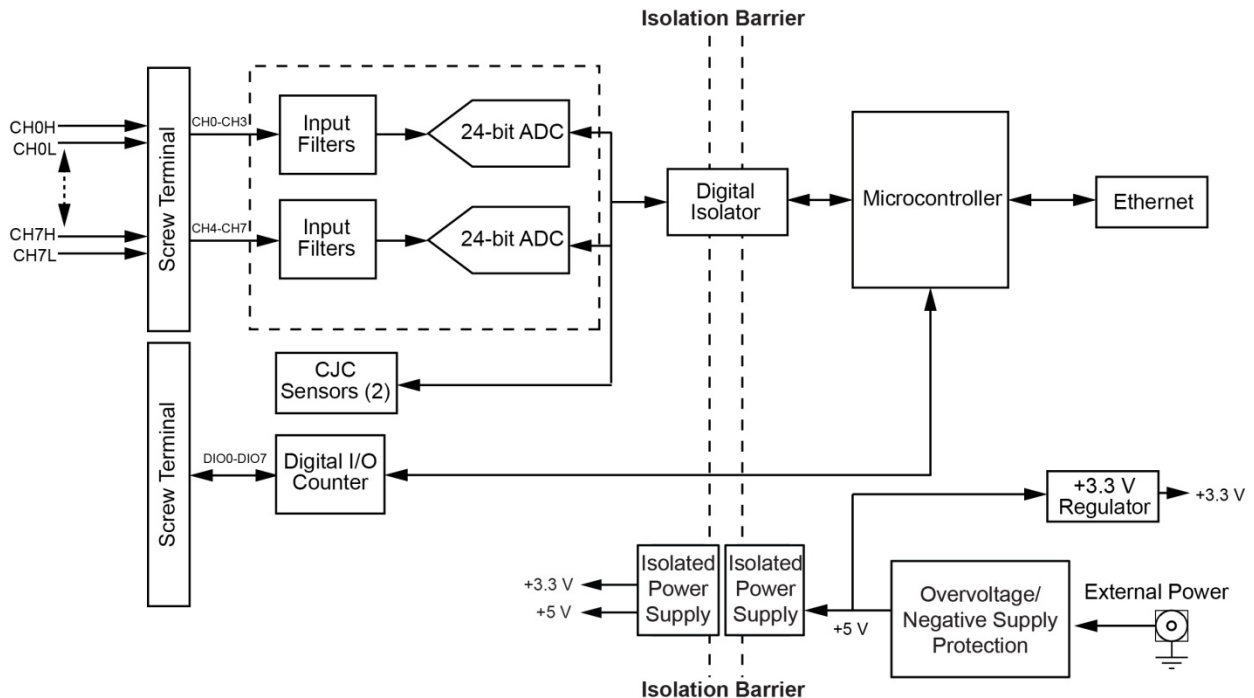 Isolation Barrier
CH0H
CH0L
CH7H
CH7L
Screw Terminal
CH0-CH3
CH4-CH7
Input
Filters
24-bit ADC
Input
Filters
24-bit ADC
Digital
Isolator
Microcontroller
Ethernet
CJC
Sensors (2)
Screw Terminal
DIO0-DIO7
Digital I/O
Counter
+3.3 V
Regulator
+3.3 V
+3.3 V
+5 V
Isolated
Power
Supply
Isolated
Power
Supply
+5 V
Overvoltage/
Negative Supply
Protection
External Power
Isolation Barrier